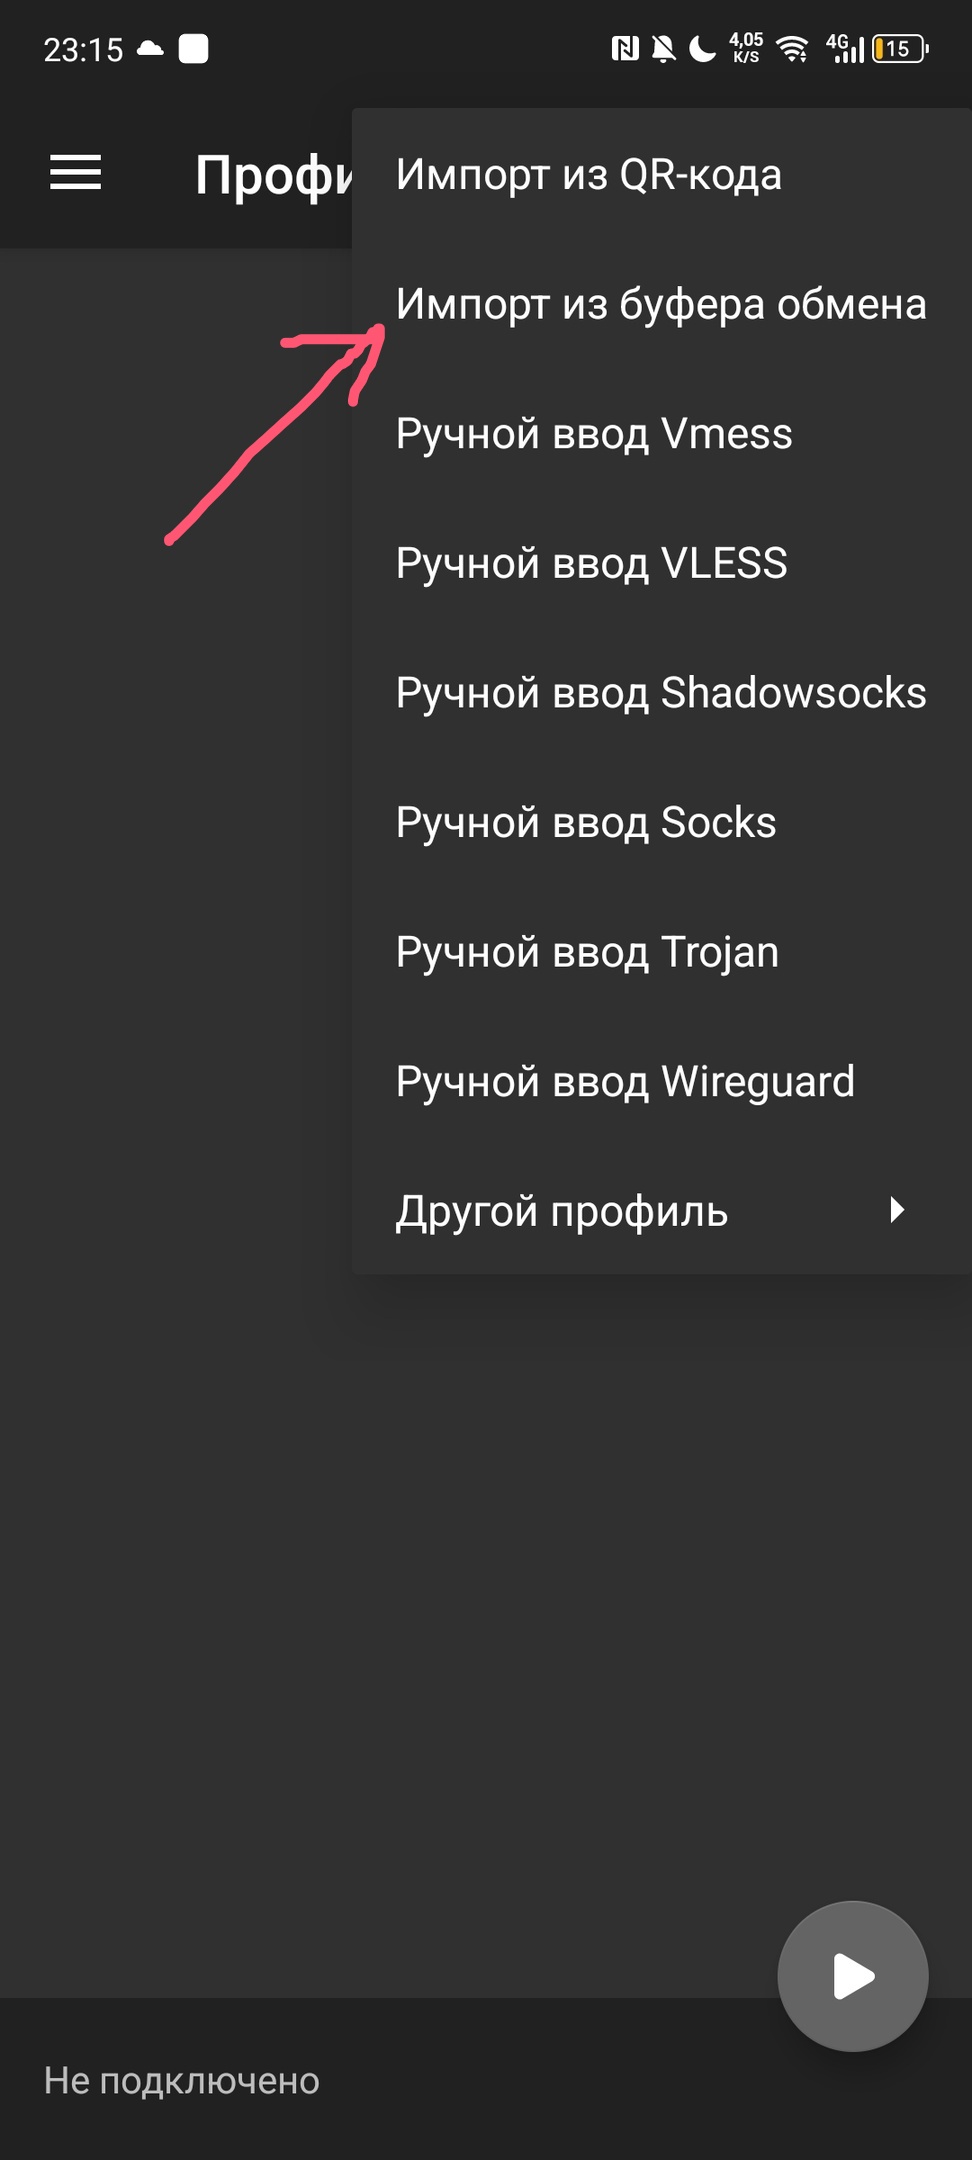 23:15 4,05 K/S 4G 15
Профи
Импорт из QR-кода
Импорт из буфера обмена
Ручной ввод Vmess
Ручной ввод VLESS
Ручной ввод Shadowsocks
Ручной ввод Socks
Ручной ввод Trojan
Ручной ввод Wireguard
Другой профиль
Не подключено